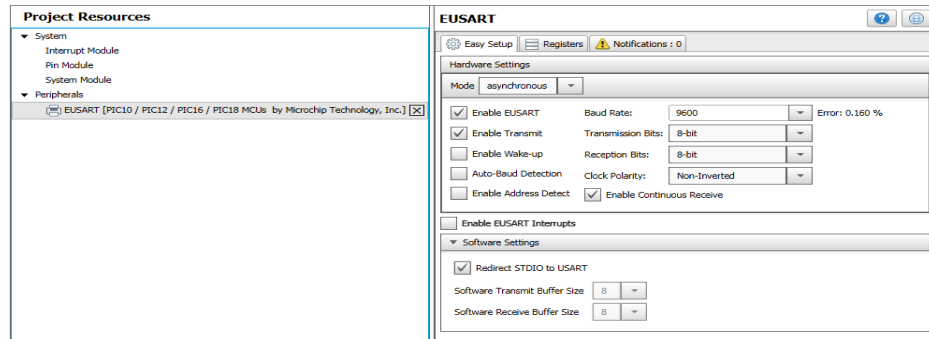 Project Resources
System
Interrupt Module
Pin Module
System Module
Peripherals
EUSART [PIC10 / PIC12 / PIC16 / PIC18 MCUs by Microchip Technology, Inc.]
EUSART
Easy Setup Registers Notifications : 0
Hardware Settings
Mode asynchronous
Enable EUSART Baud Rate: 9600 Error: 0.160 %
Enable Transmit Transmission Bits: 8-bit
Enable Wake-up Reception Bits: 8-bit
Auto-Baud Detection Clock Polarity: Non-Inverted
Enable Address Detect Enable Continuous Receive
Enable EUSART Interrupts
Software Settings
Redirect STDIO to USART
Software Transmit Buffer Size 8
Software Receive Buffer Size 8